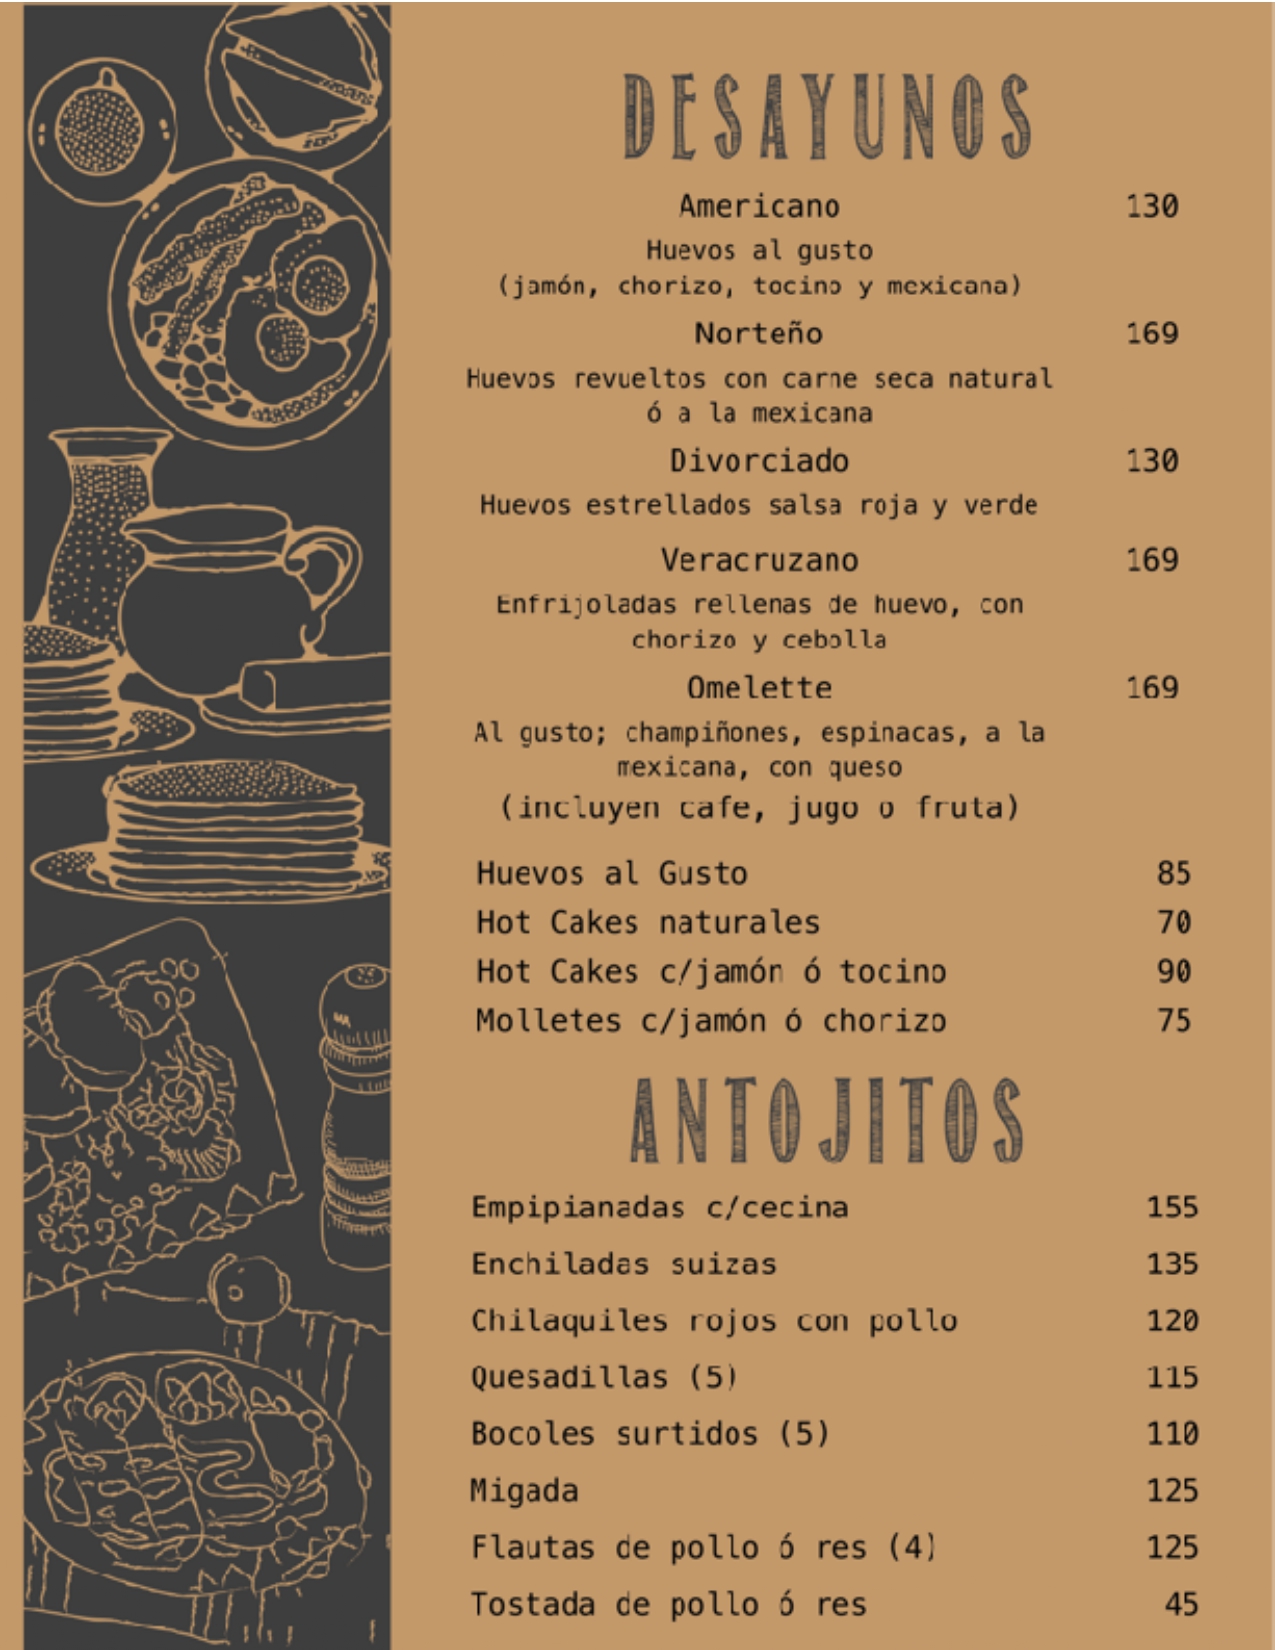 DESAYUNOS
Americano 130
Huevos al gusto
(jamón, chorizo, tocino y mexicana)
Norteño 169
Huevos revueltos con carne seca natural
ó a la mexicana
Divorciado 130
Huevos estrellados salsa roja y verde
Veracruzano 169
Enfrijoladas rellenas de huevo, con
chorizo y cebolla
Omelette 169
Al gusto; champiñones, espinacas, a la
mexicana, con queso
(incluyen cafe, jugo o fruta)
Huevos al Gusto 85
Hot Cakes naturales 70
Hot Cakes c/jamón ó tocino 90
Molletes c/jamón ó chorizo 75
ANTOJITOS
Empipianadas c/cecina 155
Enchiladas suizas 135
Chilaquiles rojos con pollo 120
Quesadillas (5) 115
Bocoles surtidos (5) 110
Migada 125
Flautas de pollo ó res (4) 125
Tostada de pollo ó res 45